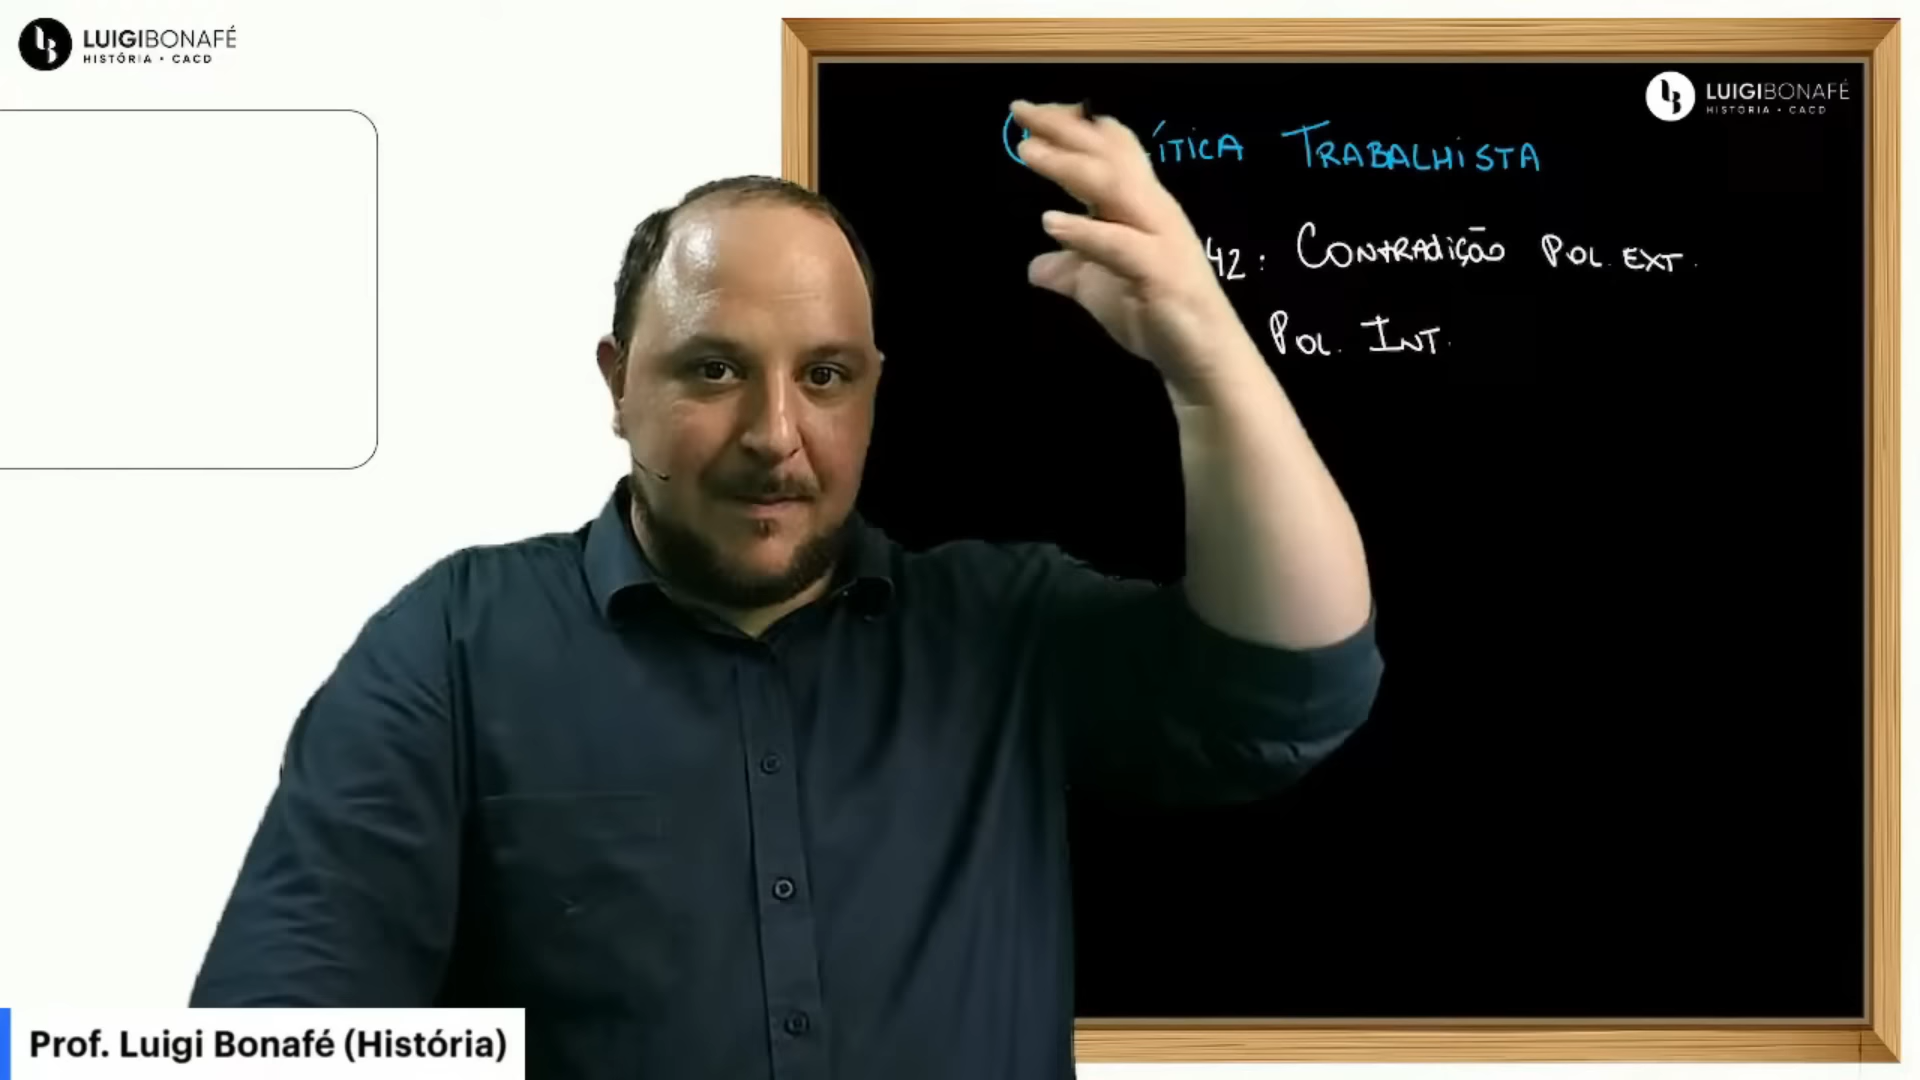 LUIGIBONAFÉ
HISTÓRIA • CACD
LUIGIBONAFÉ
HISTÓRIA • CACD
ÍTICA TRABALHISTA
42: CONTRADIÇÃO POL. EXT.
POL. INT.
Prof. Luigi Bonafé (História)